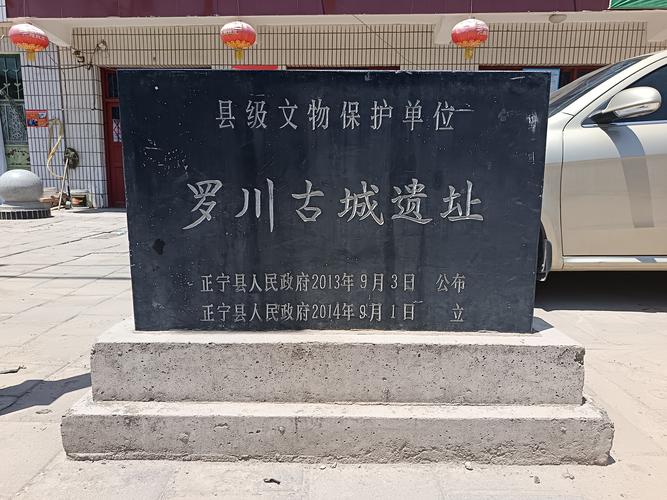 县级文物保护单位
罗川古城遗址
正宁县人民政府2013年9月3日 公布
正宁县人民政府2014年9月1日 立